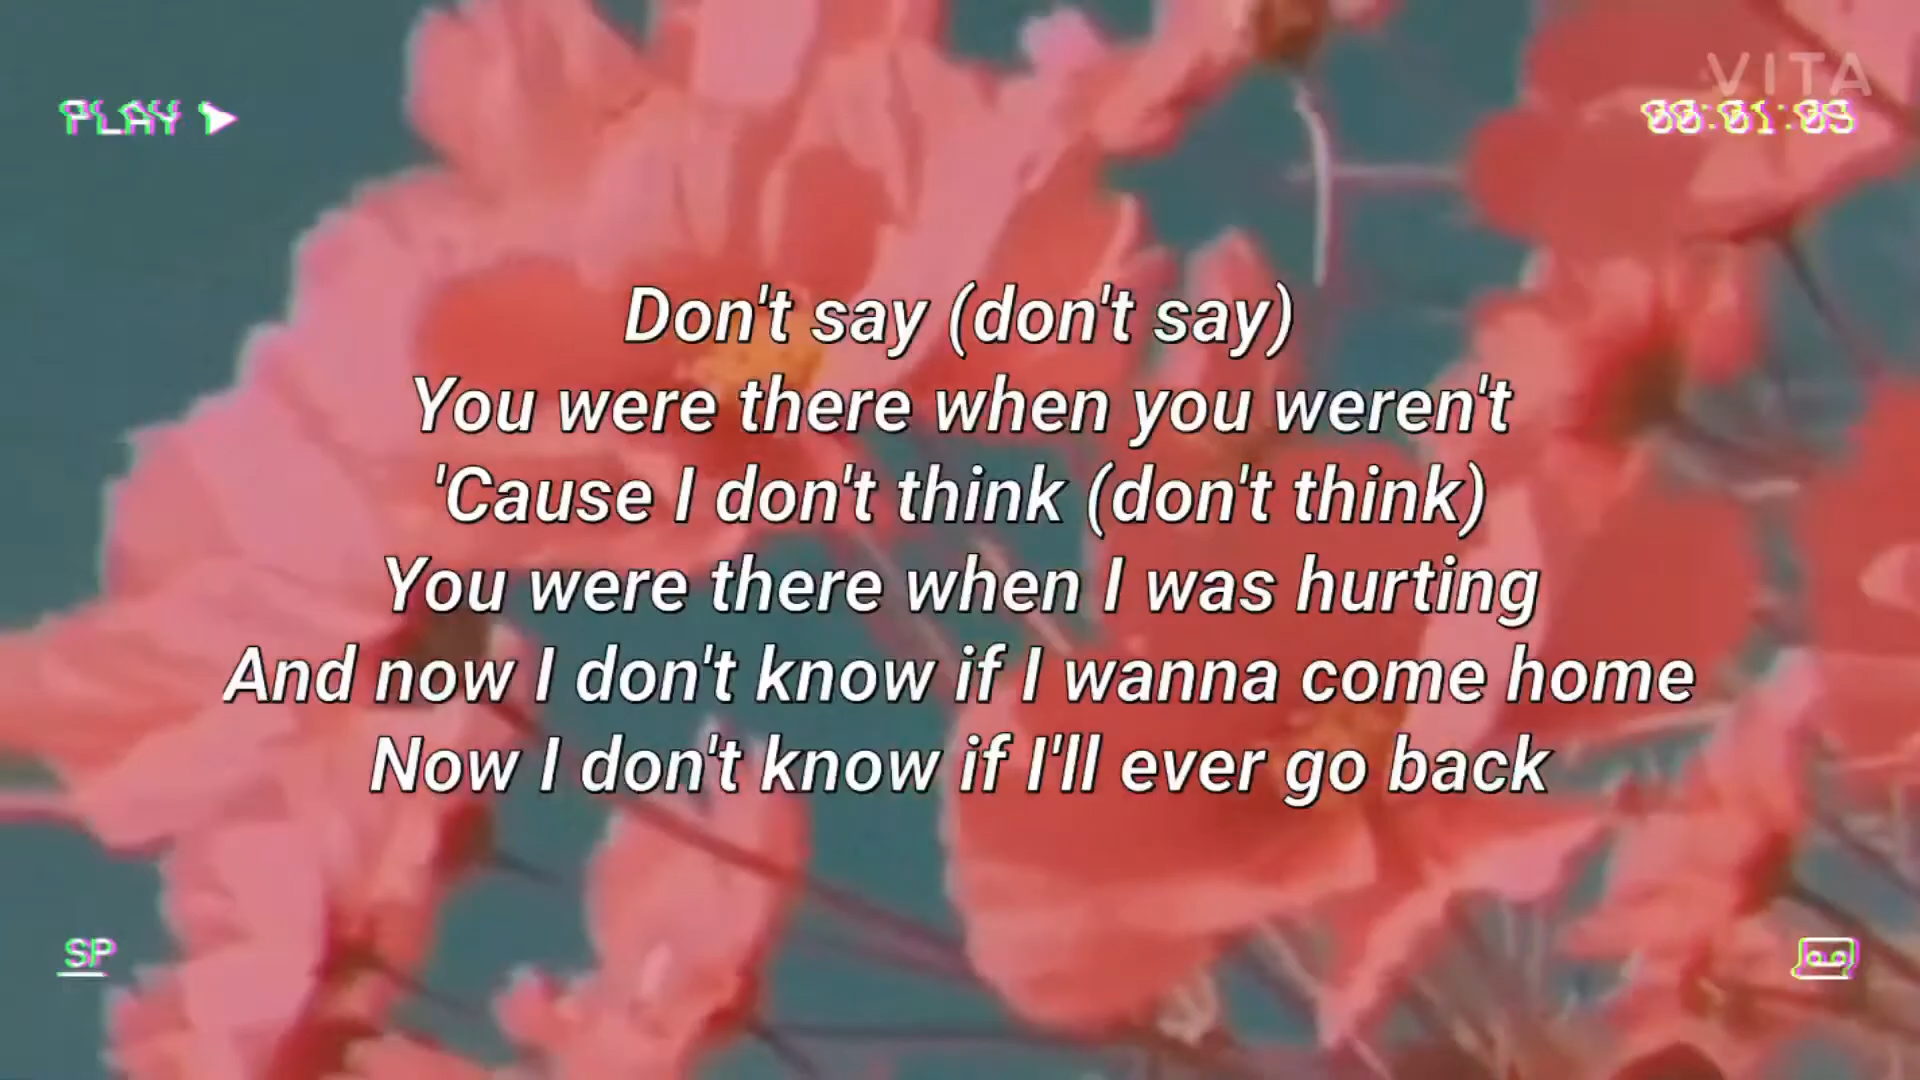 VITA
PLAY
00:01:03
Don't say (don't say)
You were there when you weren't
'Cause I don't think (don't think)
You were there when I was hurting
And now I don't know if I wanna come home
Now I don't know if I'll ever go back
SP